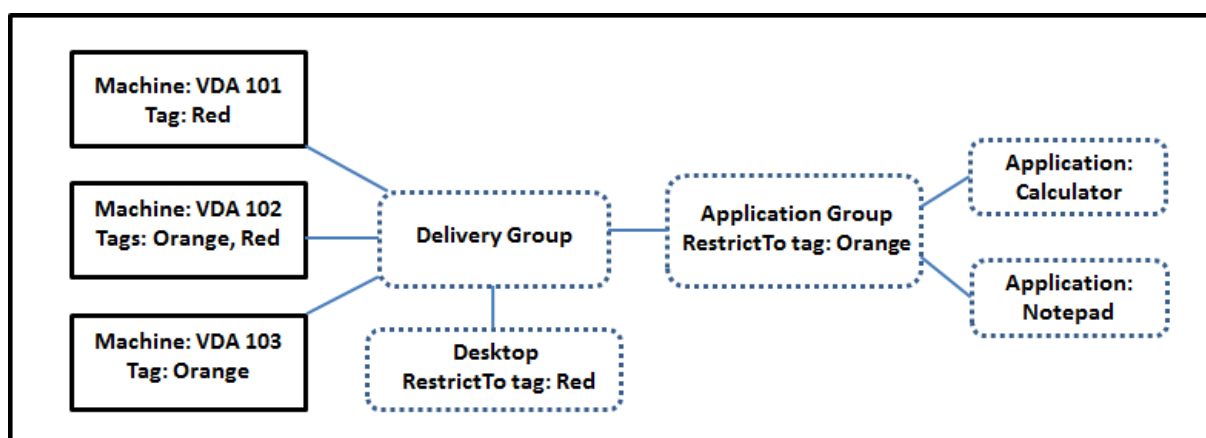 Machine: VDA 101
Tag: Red
Machine: VDA 102
Tags: Orange, Red
Machine: VDA 103
Tag: Orange
Delivery Group
Desktop
RestrictTo tag: Red
Application Group
RestrictTo tag: Orange
Application:
Calculator
Application:
Notepad